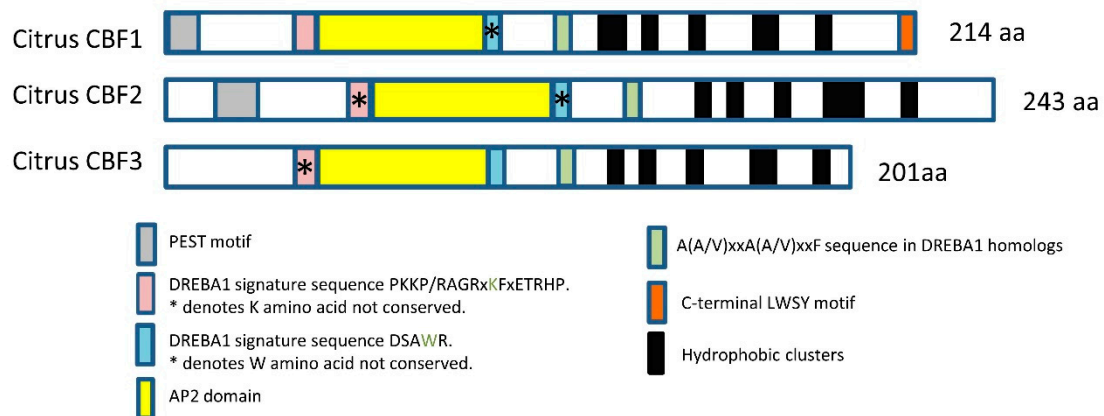 Citrus CBF1
*
214 aa
Citrus CBF2
*
*
243 aa
Citrus CBF3
*
201aa
PEST motif
DREBA1 signature sequence PKKP/RAGRxKFxETRHP.
* denotes K amino acid not conserved.
DREBA1 signature sequence DSAWR.
* denotes W amino acid not conserved.
AP2 domain
A(A/V)xxA(A/V)xxF sequence in DREBA1 homologs
C-terminal LWSY motif
Hydrophobic clusters